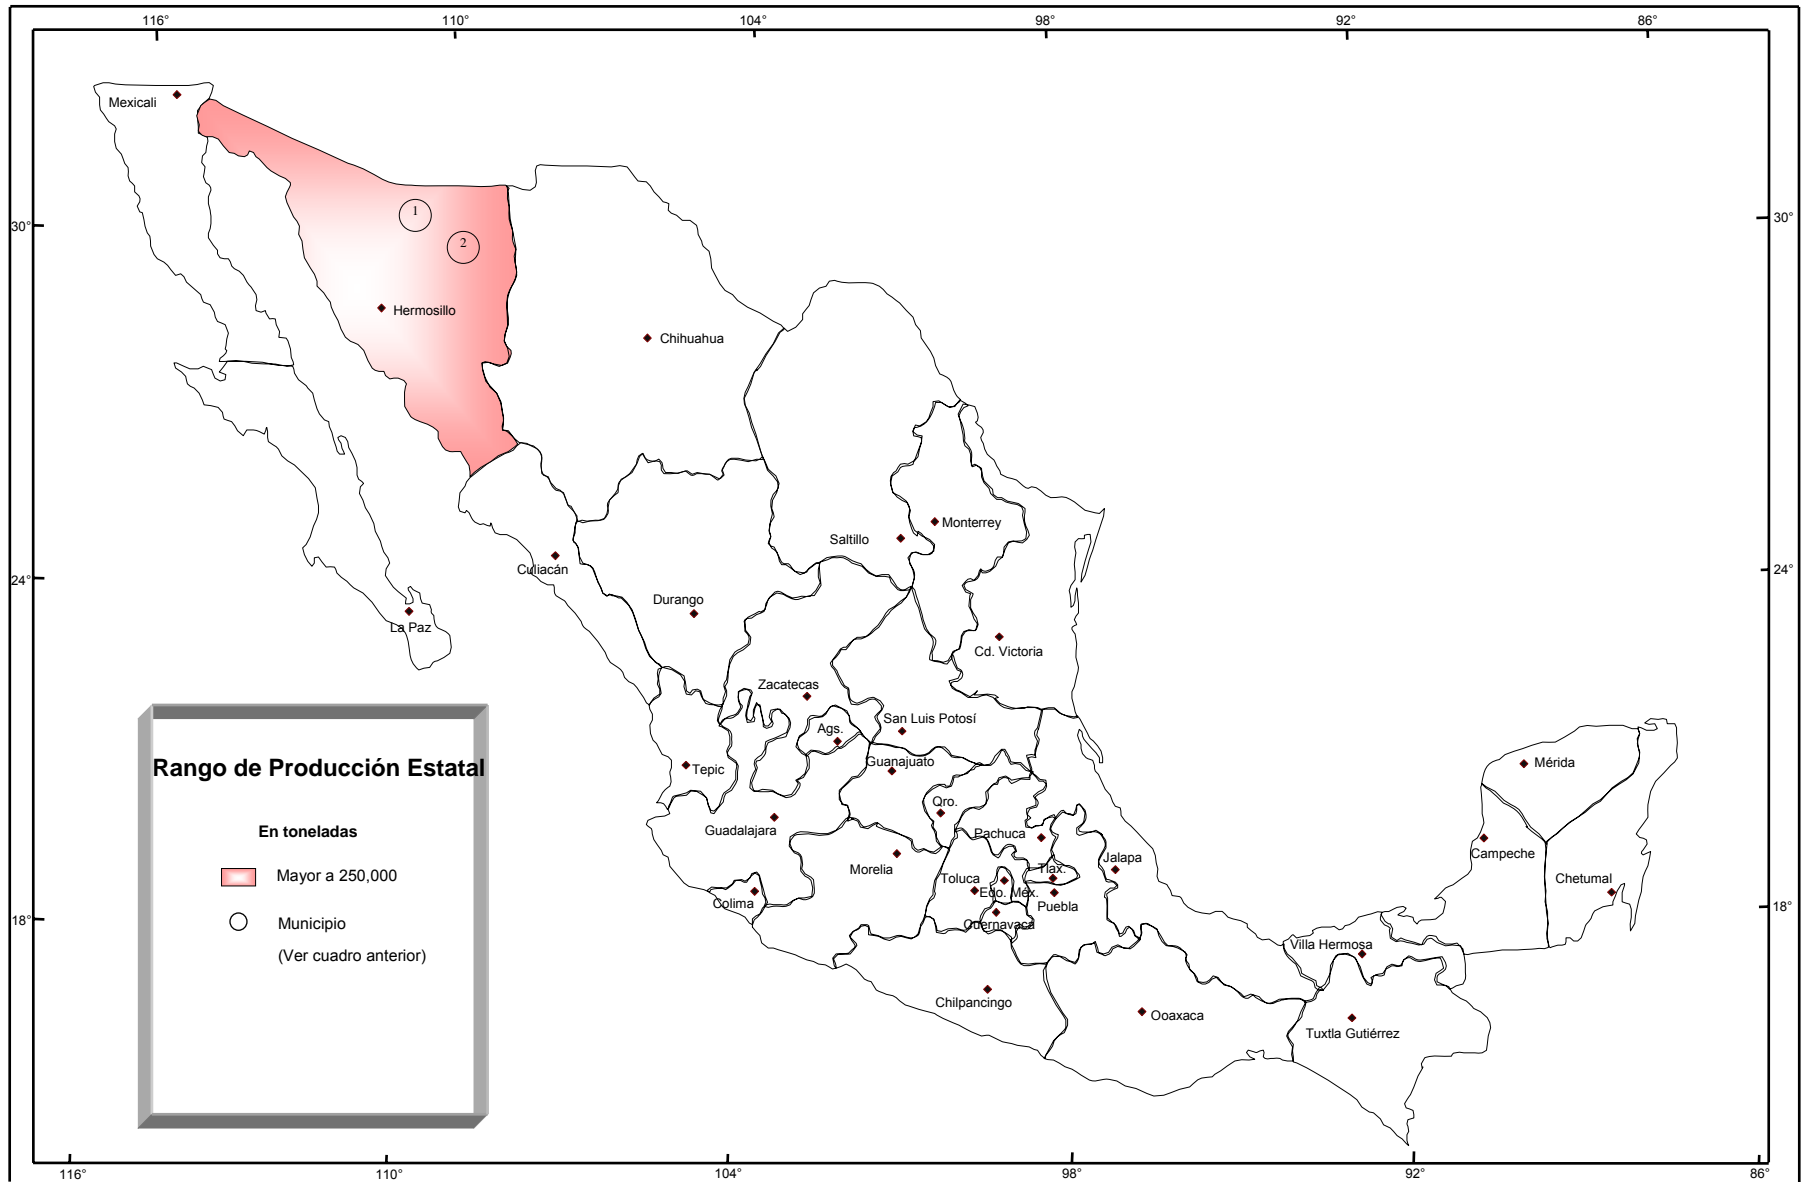 116° 110° 104° 98° 92° 86°
Mexicali
1
30° 30°
2
Hermosillo
Chihuahua
Monterrey
Saltillo
Culiacán
24° 24°
Durango
La Paz
Cd. Victoria
Zacatecas
San Luis Potosí
Ags.
Guanajuato
Mérida
Tepic
Rango de Producción Estatal
Qro.
Guadalajara
En toneladas
Pachuca
Campeche
Jalapa
Morelia
Tlax.
Mayor a 250,000
Toluca
Chetumal
Edo. Méx.
Colima
Puebla
18° 18°
Municipio
Cuernavaca
Villa Hermosa
(Ver cuadro anterior)
Chilpancingo
Ooaxaca
Tuxtla Gutiérrez
116° 110° 104° 98° 92° 86°